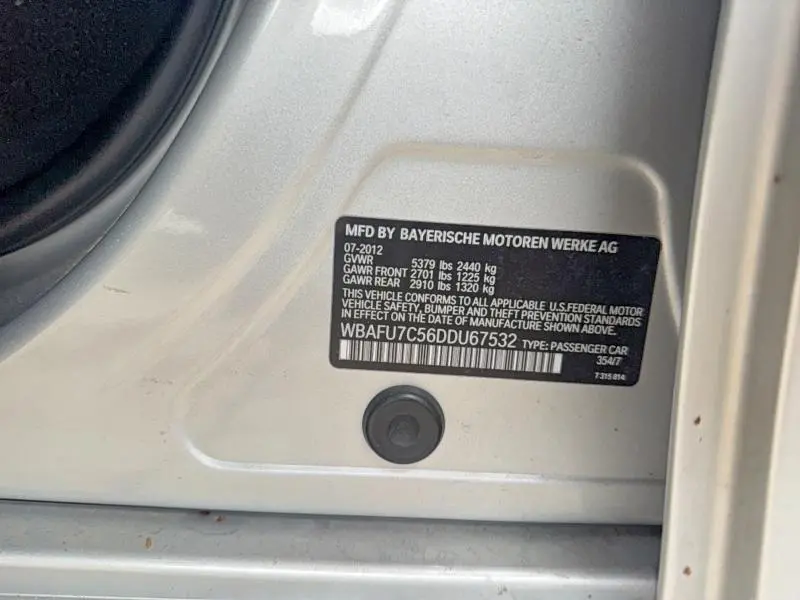 MFD BY BAYERISCHE MOTOREN WERKE AG
07-2012
GVWR 5379 lbs 2440 kg
GAWR FRONT 2701 lbs 1225 kg
GAWR REAR 2910 lbs 1320 kg
THIS VEHICLE CONFORMS TO ALL APPLICABLE U.S.FEDERAL MOTOR
VEHICLE SAFETY, BUMPER AND THEFT PREVENTION STANDARDS
IN EFFECT ON THE DATE OF MANUFACTURE SHOWN ABOVE.
WBAFU7C56DDU67532 TYPE: PASSENGER CAR
354/7
7 315 814